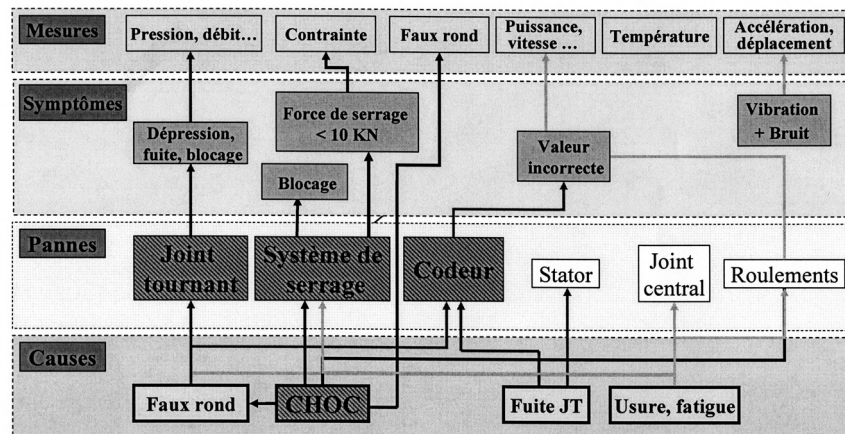 Mesures
Pression, débit...
Contrainte
Faux rond
Puissance,
vitesse ...
Température
Accélération,
déplacement
Symptômes
Dépression,
fuite, blocage
Force de serrage
< 10 KN
Blocage
Valeur
incorrecte
Vibration
+ Bruit
Pannes
Joint
tournant
Système de
serrage
Codeur
Stator
Joint
central
Roulements
Causes
Faux rond
CHOC
Fuite JT
Usure, fatigue